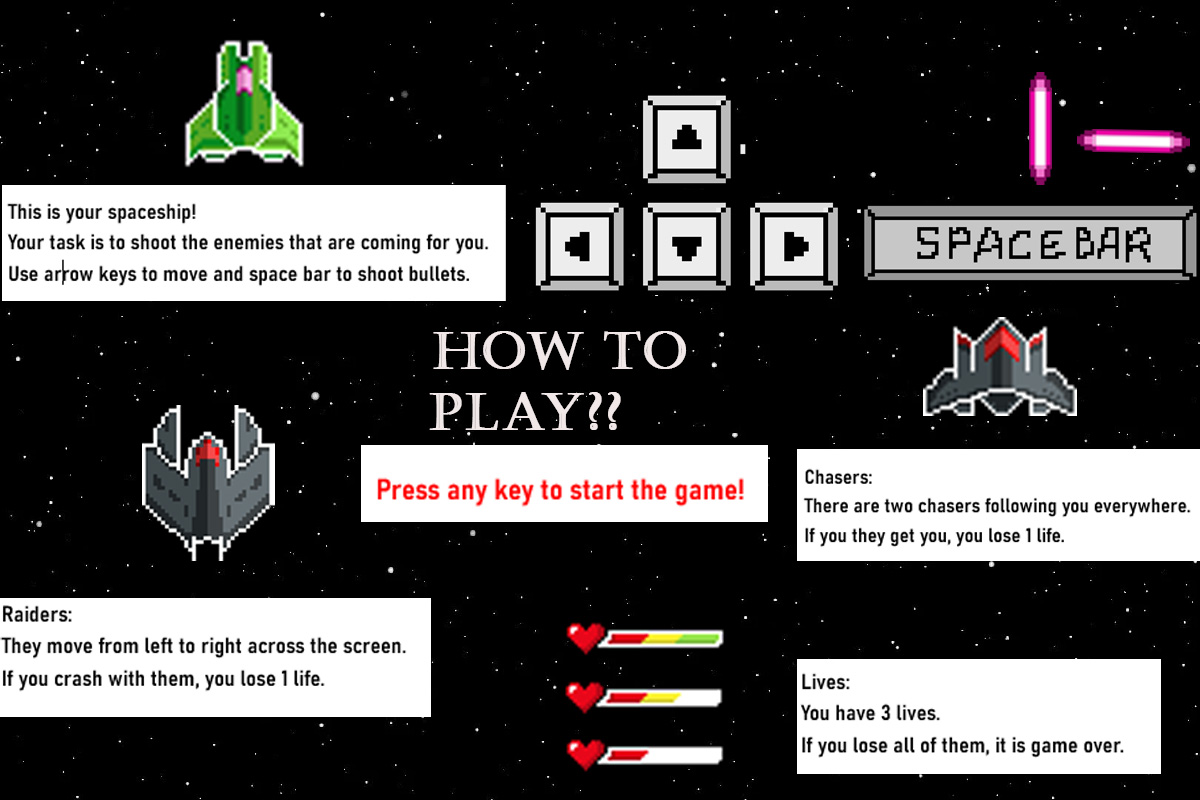 This is your spaceship!
Your task is to shoot the enemies that are coming for you.
Use arrow keys to move and space bar to shoot bullets.
SPACEBAR
HOW TO
PLAY??
Press any key to start the game!
Chasers:
There are two chasers following you everywhere.
If you they get you, you lose 1 life.
Raiders:
They move from left to right across the screen.
If you crash with them, you lose 1 life.
Lives:
You have 3 lives.
If you lose all of them, it is game over.